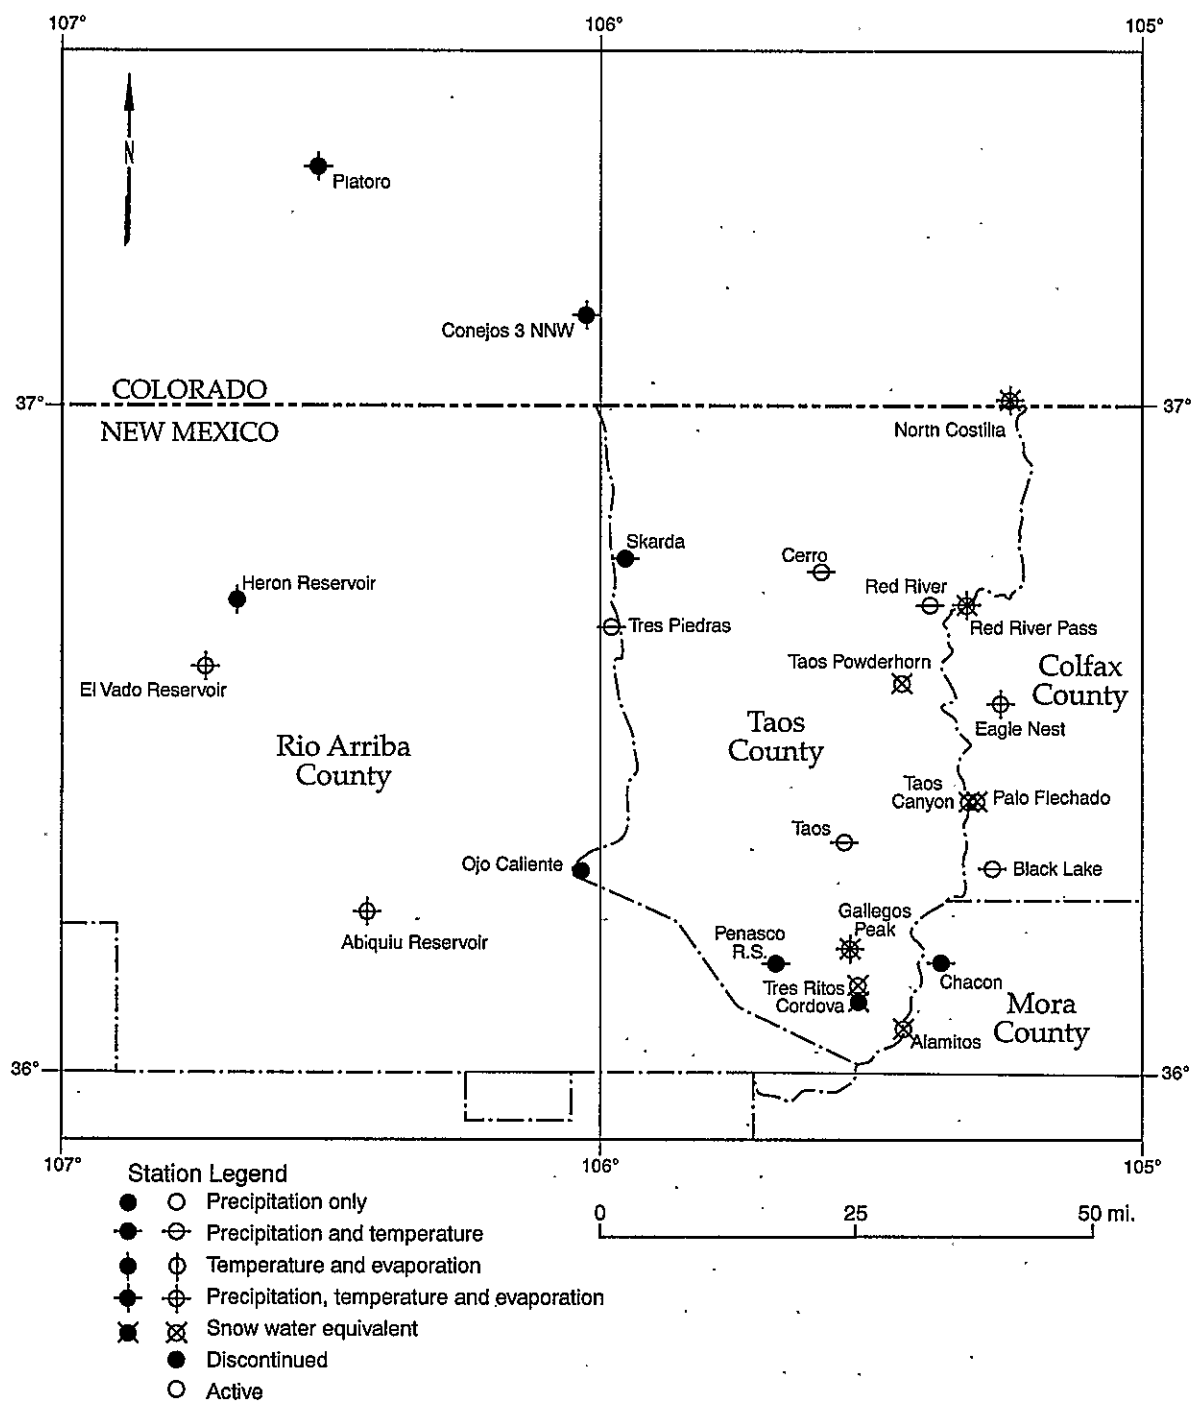 107°
106°
105°
N
Platoro
Conejos 3 NNW
COLORADO
37°
37°
NEW MEXICO
North Costilla
Skarda
Cerro
Heron Reservoir
Red River
Tres Piedras
Red River Pass
Taos Powderhorn
El Vado Reservoir
Colfax
County
Eagle Nest
Taos
County
Rio Arriba
County
Taos
Canyon
Palo Flechado
Taos
Ojo Caliente
Black Lake
Gallegos
Peak
Abiquiu Reservoir
Penasco
R.S.
Chacon
Tres Ritos
Cordova
Mora
County
Alamitos
36°
36°
107°
106°
105°
Station Legend
Precipitation only
Precipitation and temperature
Temperature and evaporation
Precipitation, temperature and evaporation
Snow water equivalent
Discontinued
Active
0 25 50 mi.